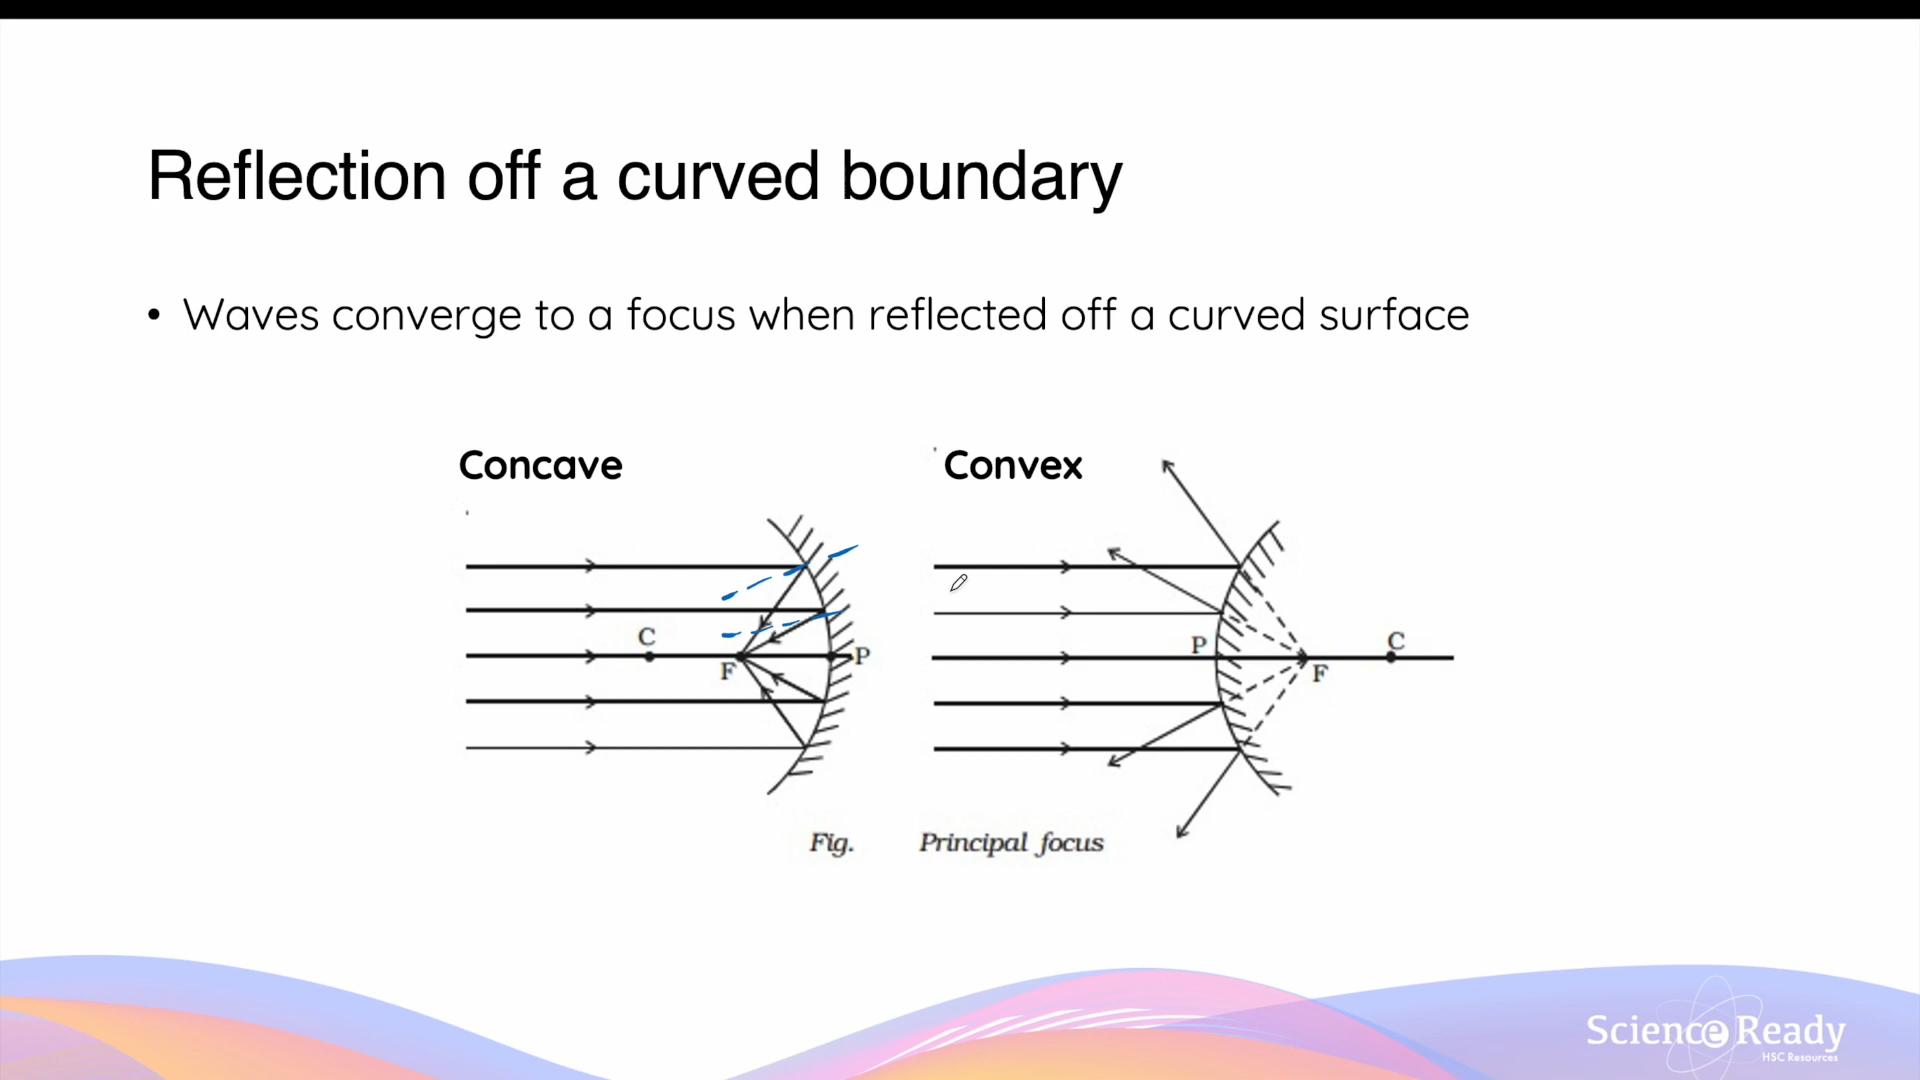 Reflection off a curved boundary
• Waves converge to a focus when reflected off a curved surface
Concave
Convex
C
F
P
P
C
F
Fig. Principal focus
Science Ready
HSC Resources